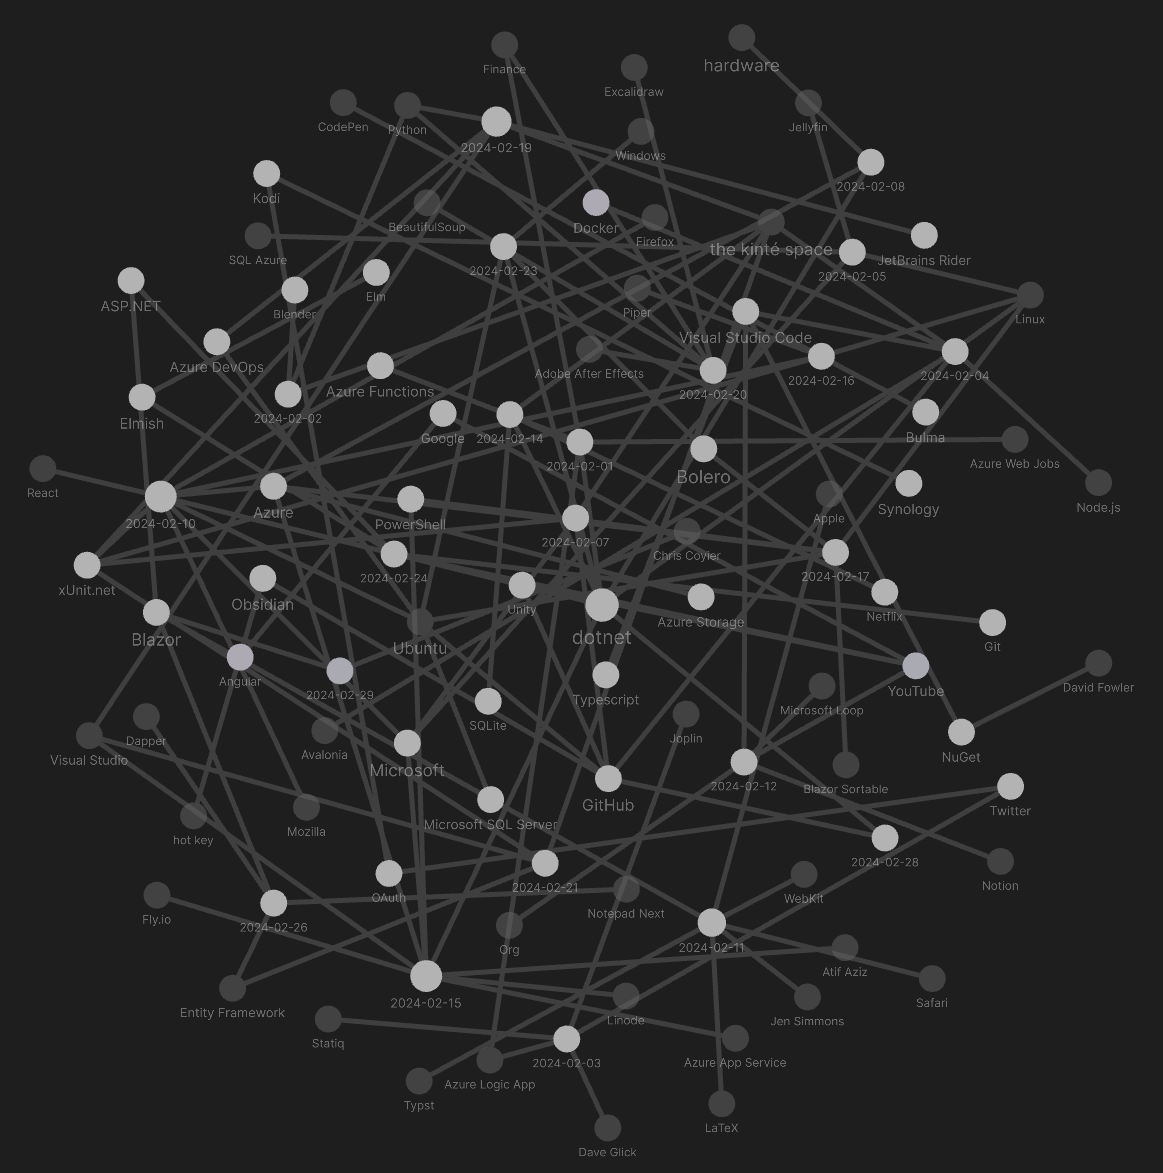 hardware
Finance
Excalidraw
CodePen
Python
Jellyfin
2024-02-19
Windows
2024-02-08
Kodi
BeautifulSoup
Docker
Firefox
the kinté space
SQL Azure
2024-02-23
2024-02-05
JetBrains Rider
ASP.NET
Elm
Blender
Piper
Linux
Visual Studio Code
Azure DevOps
Adobe After Effects
2024-02-16
2024-02-04
Azure Functions
2024-02-20
2024-02-02
Elmish
Google
2024-02-14
Bulma
2024-02-01
Azure Web Jobs
Bolero
React
Synology
Node.js
2024-02-10
Azure
PowerShell
Apple
2024-02-07
Chris Coyier
2024-02-24
2024-02-17
xUnit.net
Obsidian
Unity
Azure Storage
Netflix
Blazor
dotnet
Ubuntu
Git
Angular
2024-02-29
YouTube
David Fowler
Typescript
Microsoft Loop
SQLite
Joplin
Dapper
Visual Studio
Avalonia
NuGet
Microsoft
2024-02-12
Blazor Sortable
GitHub
Twitter
Microsoft SQL Server
Mozilla
hot key
2024-02-28
2024-02-21
Notion
OAuth
WebKit
Notepad Next
Fly.io
2024-02-26
Org
2024-02-11
Atif Aziz
2024-02-15
Safari
Entity Framework
Linode
Jen Simmons
Statiq
2024-02-03
Azure App Service
Azure Logic App
Typst
LaTeX
Dave Glick